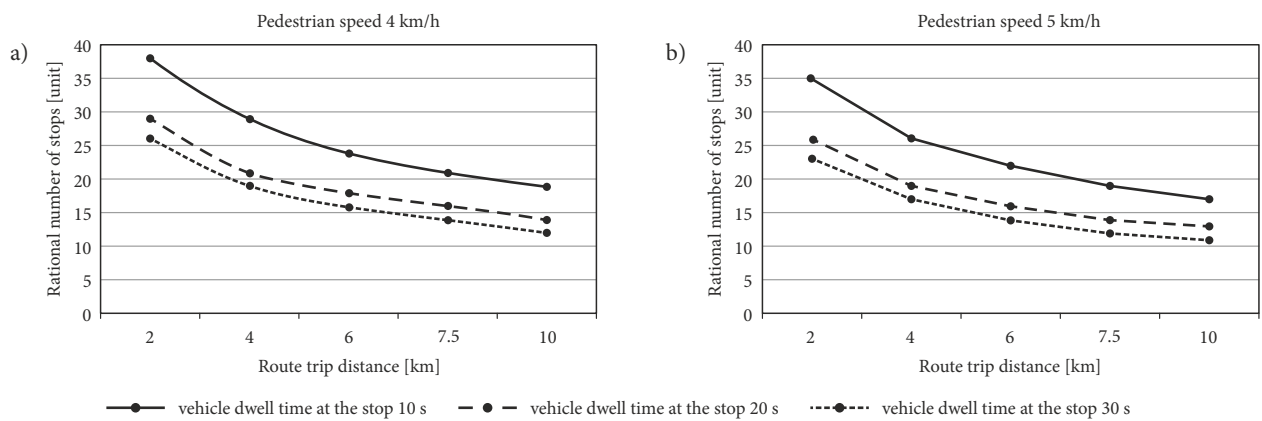 Pedestrian speed 4 km/h
a)
Rational number of stops [unit]
40
35
30
25
20
15
10
5
0
2 4 6 7.5 10
Route trip distance [km]
Pedestrian speed 5 km/h
b)
Rational number of stops [unit]
40
35
30
25
20
15
10
5
0
2 4 6 7.5 10
Route trip distance [km]
vehicle dwell time at the stop 10 s vehicle dwell time at the stop 20 s vehicle dwell time at the stop 30 s